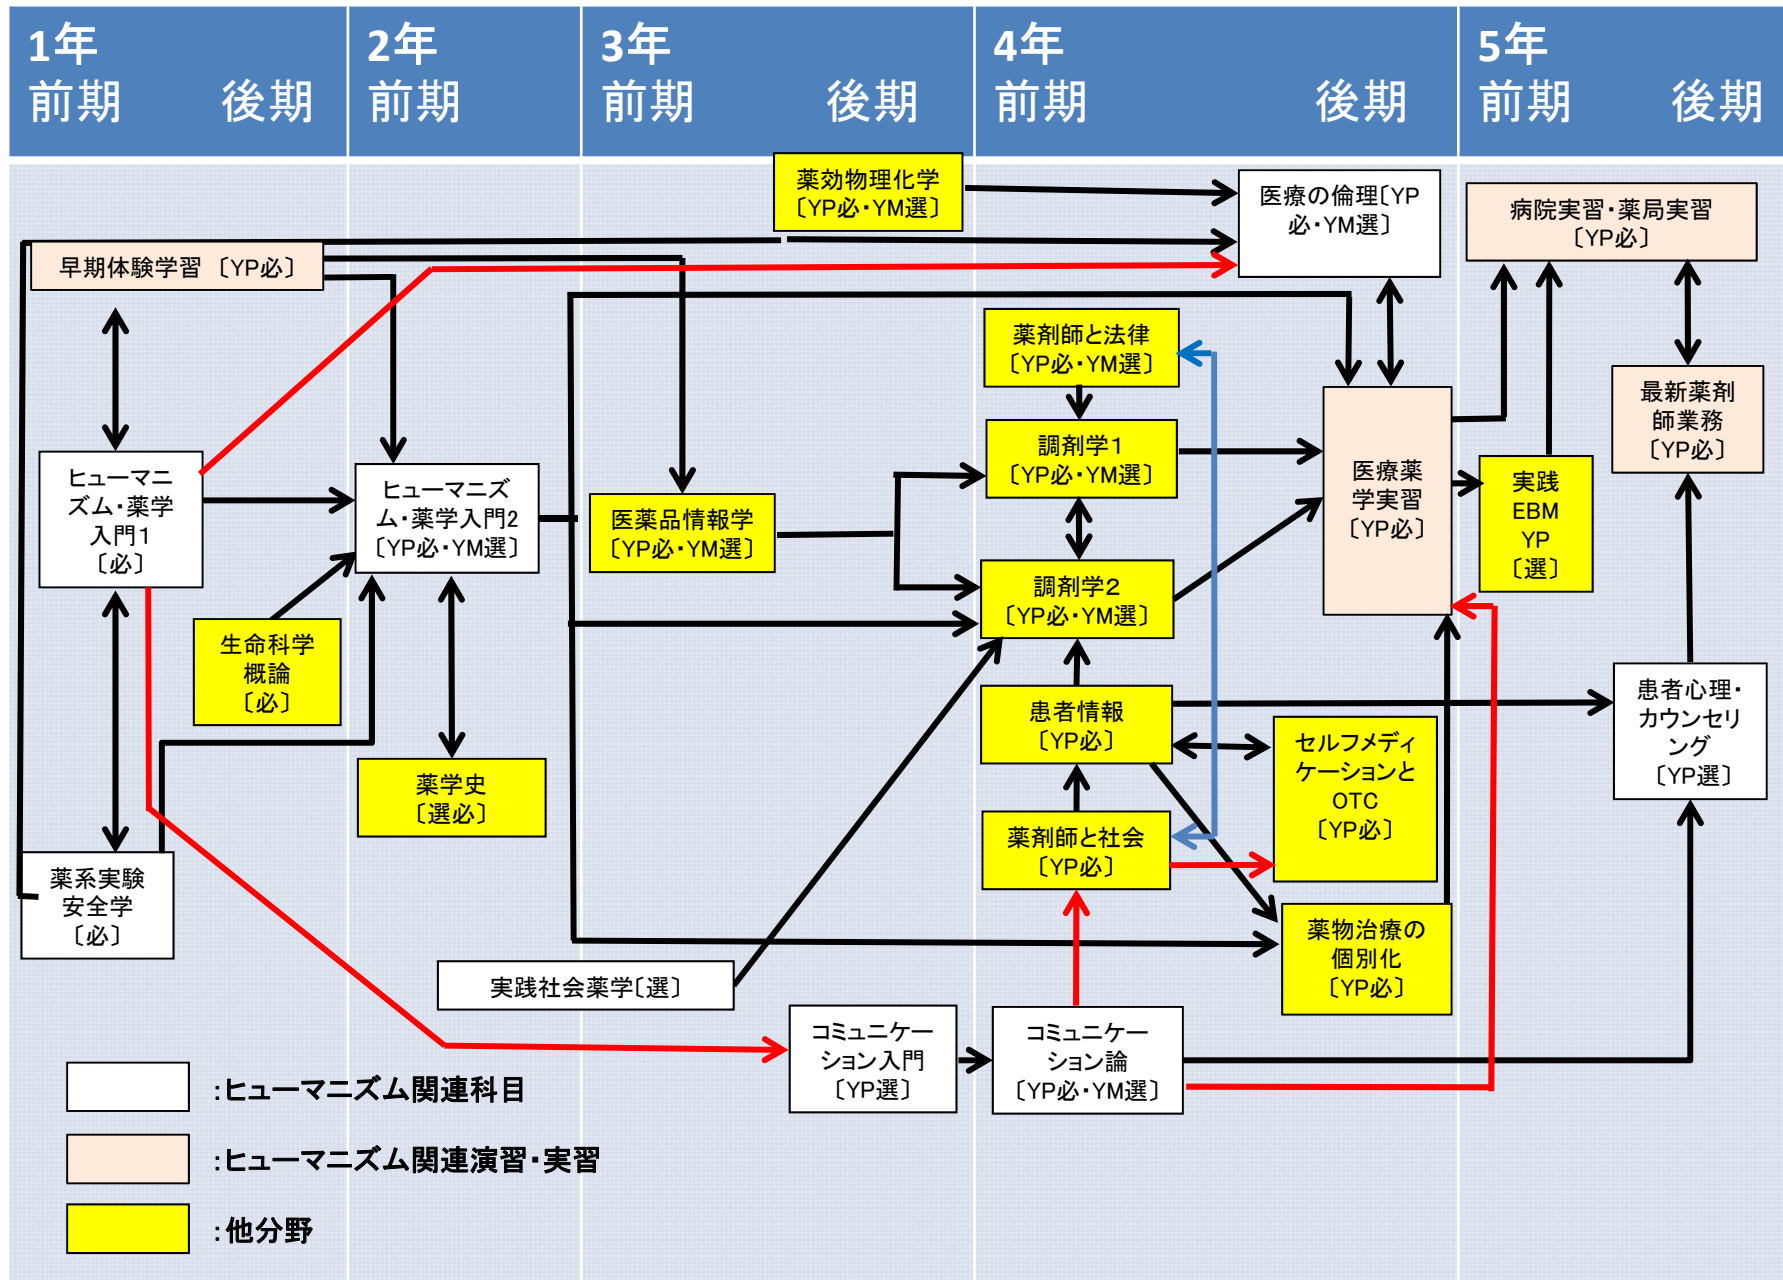 1年
前期 後期
2年
前期
3年
前期 後期
4年
前期 後期
5年
前期 後期
薬効物理化学
〔YP必・YM選〕
医療の倫理〔YP
必・YM選〕
病院実習・薬局実習
〔YP必〕
早期体験学習 〔YP必〕
薬剤師と法律
〔YP必・YM選〕
最新薬剤
師業務
〔YP必〕
調剤学1
〔YP必・YM選〕
医療薬
学実習
〔YP必〕
実践
EBM
YP
〔選〕
ヒューマニ
ズム・薬学
入門1
〔必〕
ヒューマニズ
ム・薬学入門2
〔YP必・YM選〕
医薬品情報学
〔YP必・YM選〕
調剤学2
〔YP必・YM選〕
生命科学
概論
〔必〕
患者情報
〔YP必〕
セルフメディ
ケーションと
OTC
〔YP必〕
患者心理・
カウンセリ
ング
〔YP選〕
薬学史
〔選必〕
薬剤師と社会
〔YP必〕
薬系実験
安全学
〔必〕
薬物治療の
個別化
〔YP必〕
実践社会薬学〔選〕
コミュニケー
ション入門
〔YP選〕
コミュニケー
ション論
〔YP必・YM選〕
:ヒューマニズム関連科目
:ヒューマニズム関連演習・実習
:他分野